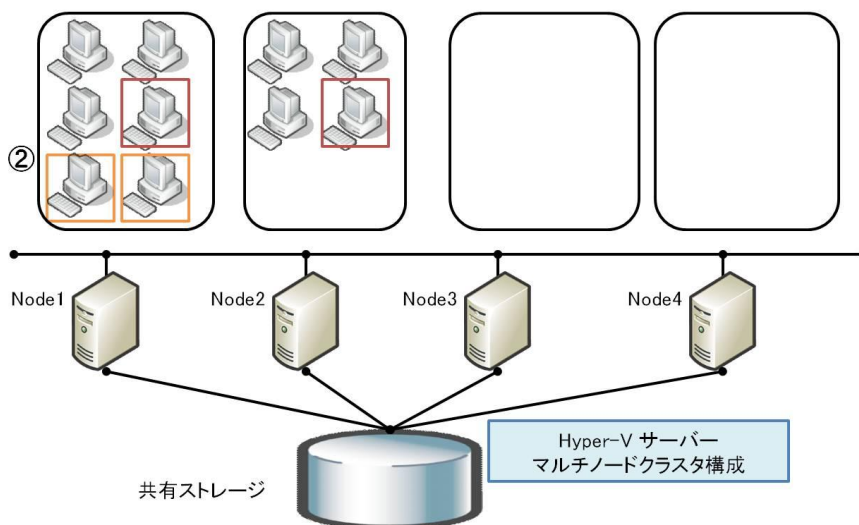 ②
Node1
Node2
Node3
Node4
Hyper-V サーバー
マルチノードクラスタ構成
共有ストレージ